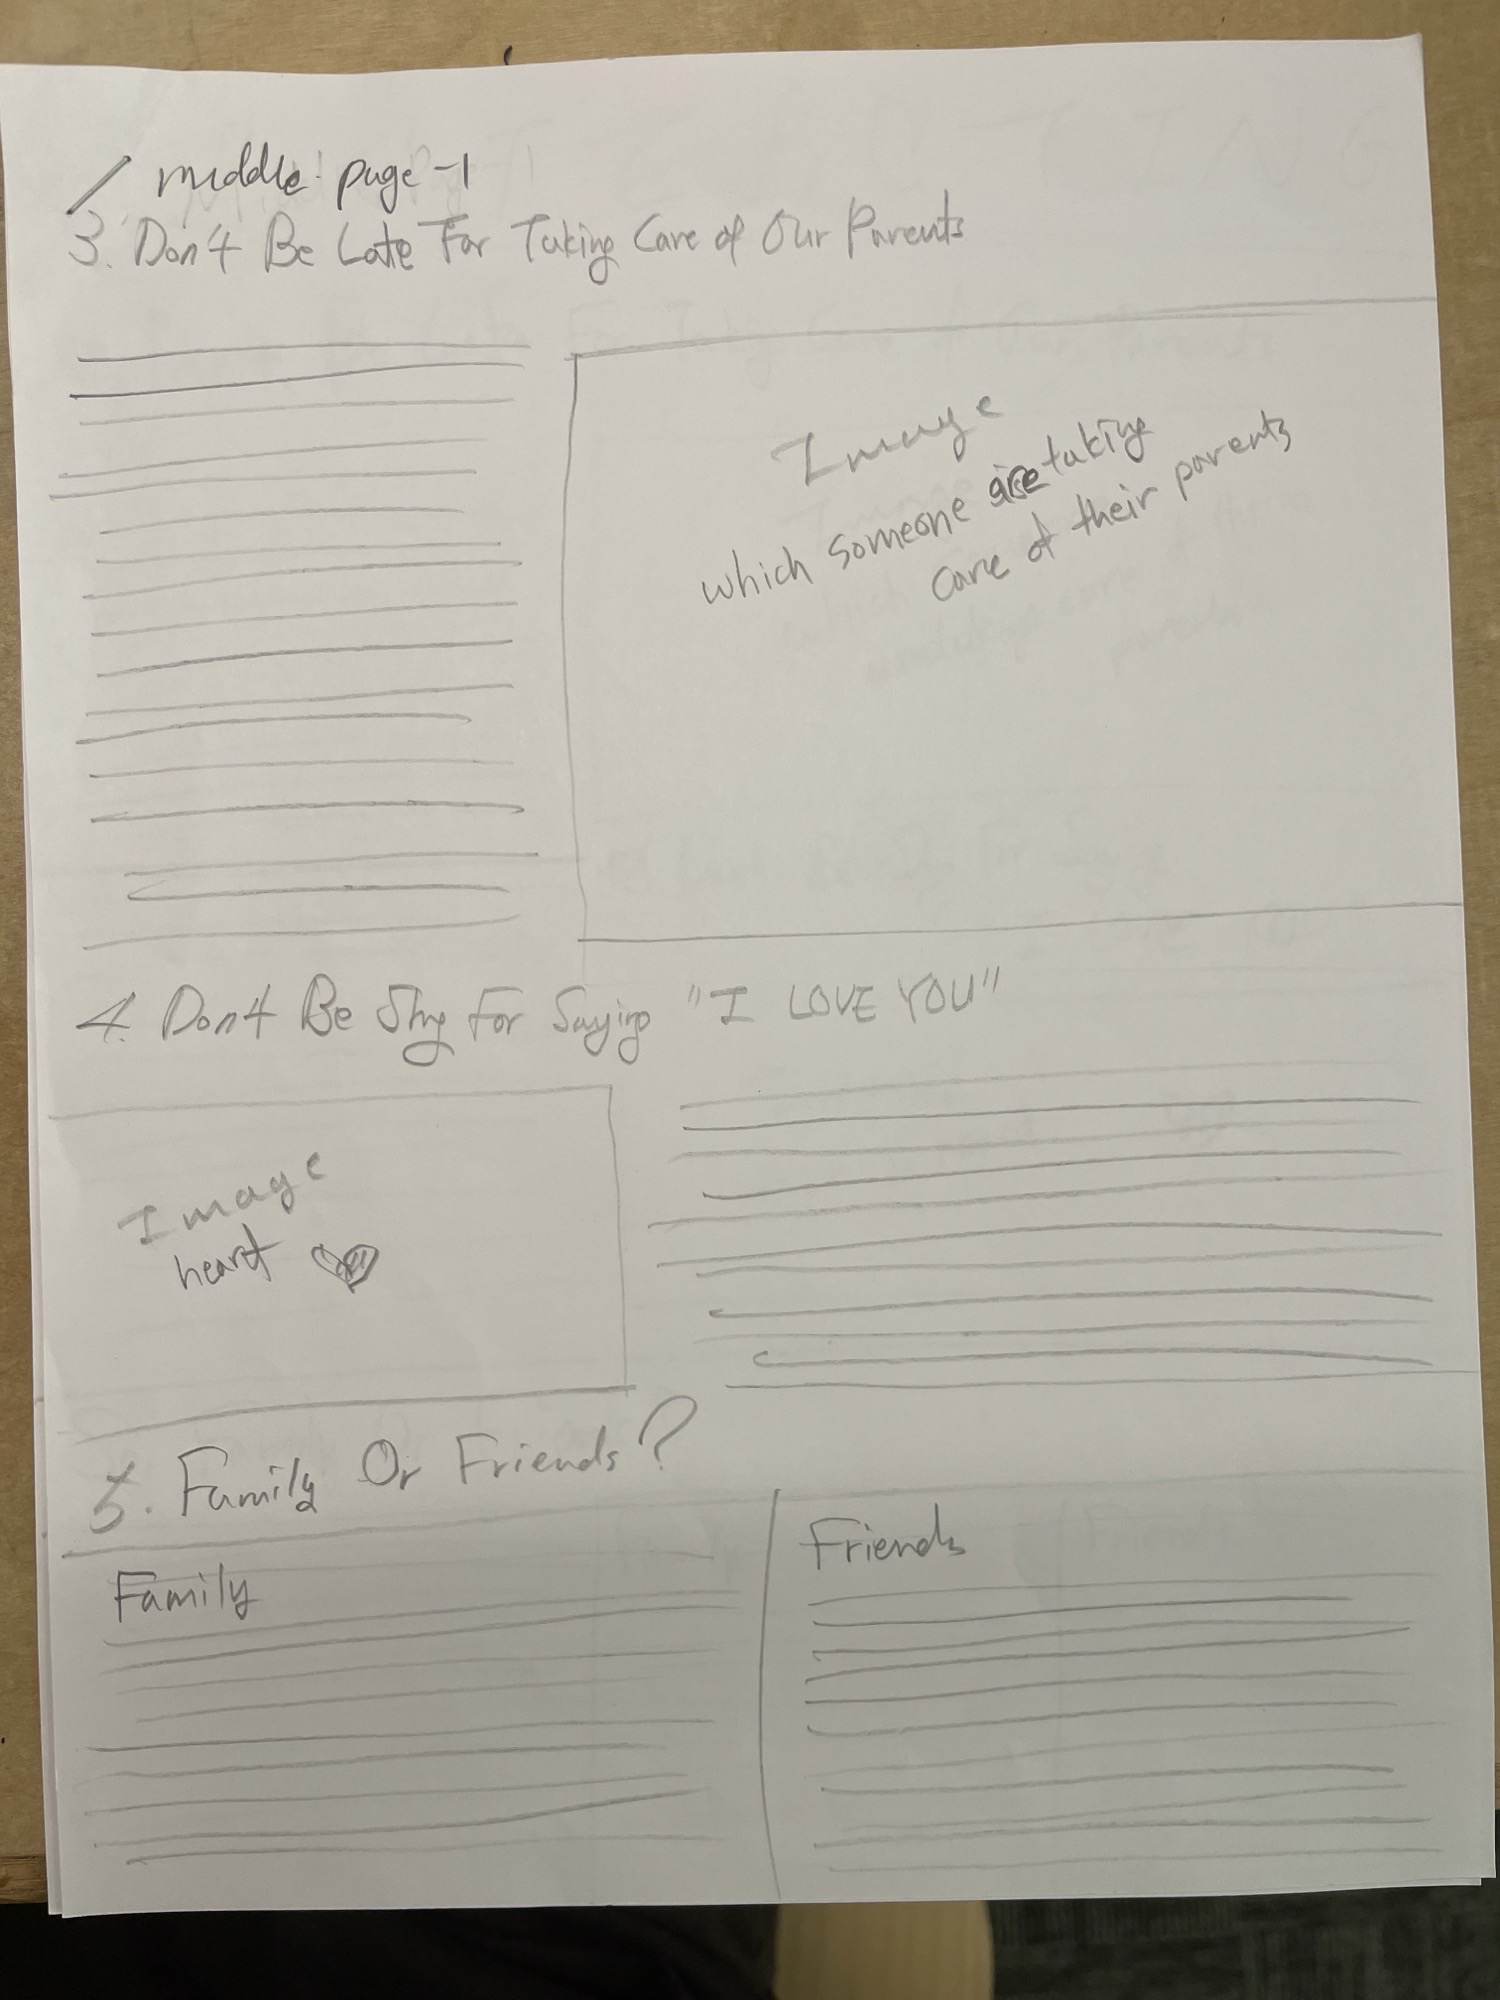 middle page-1
3. Don't Be Late For Taking Care of Our Parents
Image
which someone are taking
care of their parents
4. Don't Be Shy For Saying "I LOVE YOU"
Image
heart
5. Family Or Friends?
Family
Friends